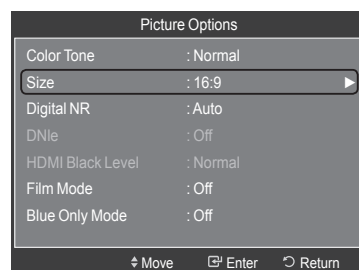 Picture Options
Color Tone : Normal
Size : 16:9
Digital NR : Auto
DNIe : Off
HDMI Black Level : Normal
Film Mode : Off
Blue Only Mode : Off
Move Enter Return